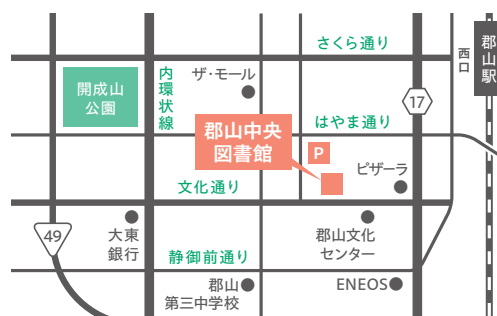 さくら通り
西口
郡山駅
内環状線
ザ・モール
開成山
公園
17
はやま通り
郡山中央
図書館
P
ピザーラ
文化通り
49
大東
銀行
郡山文化
センター
静御前通り
郡山
第三中学校
ENEOS